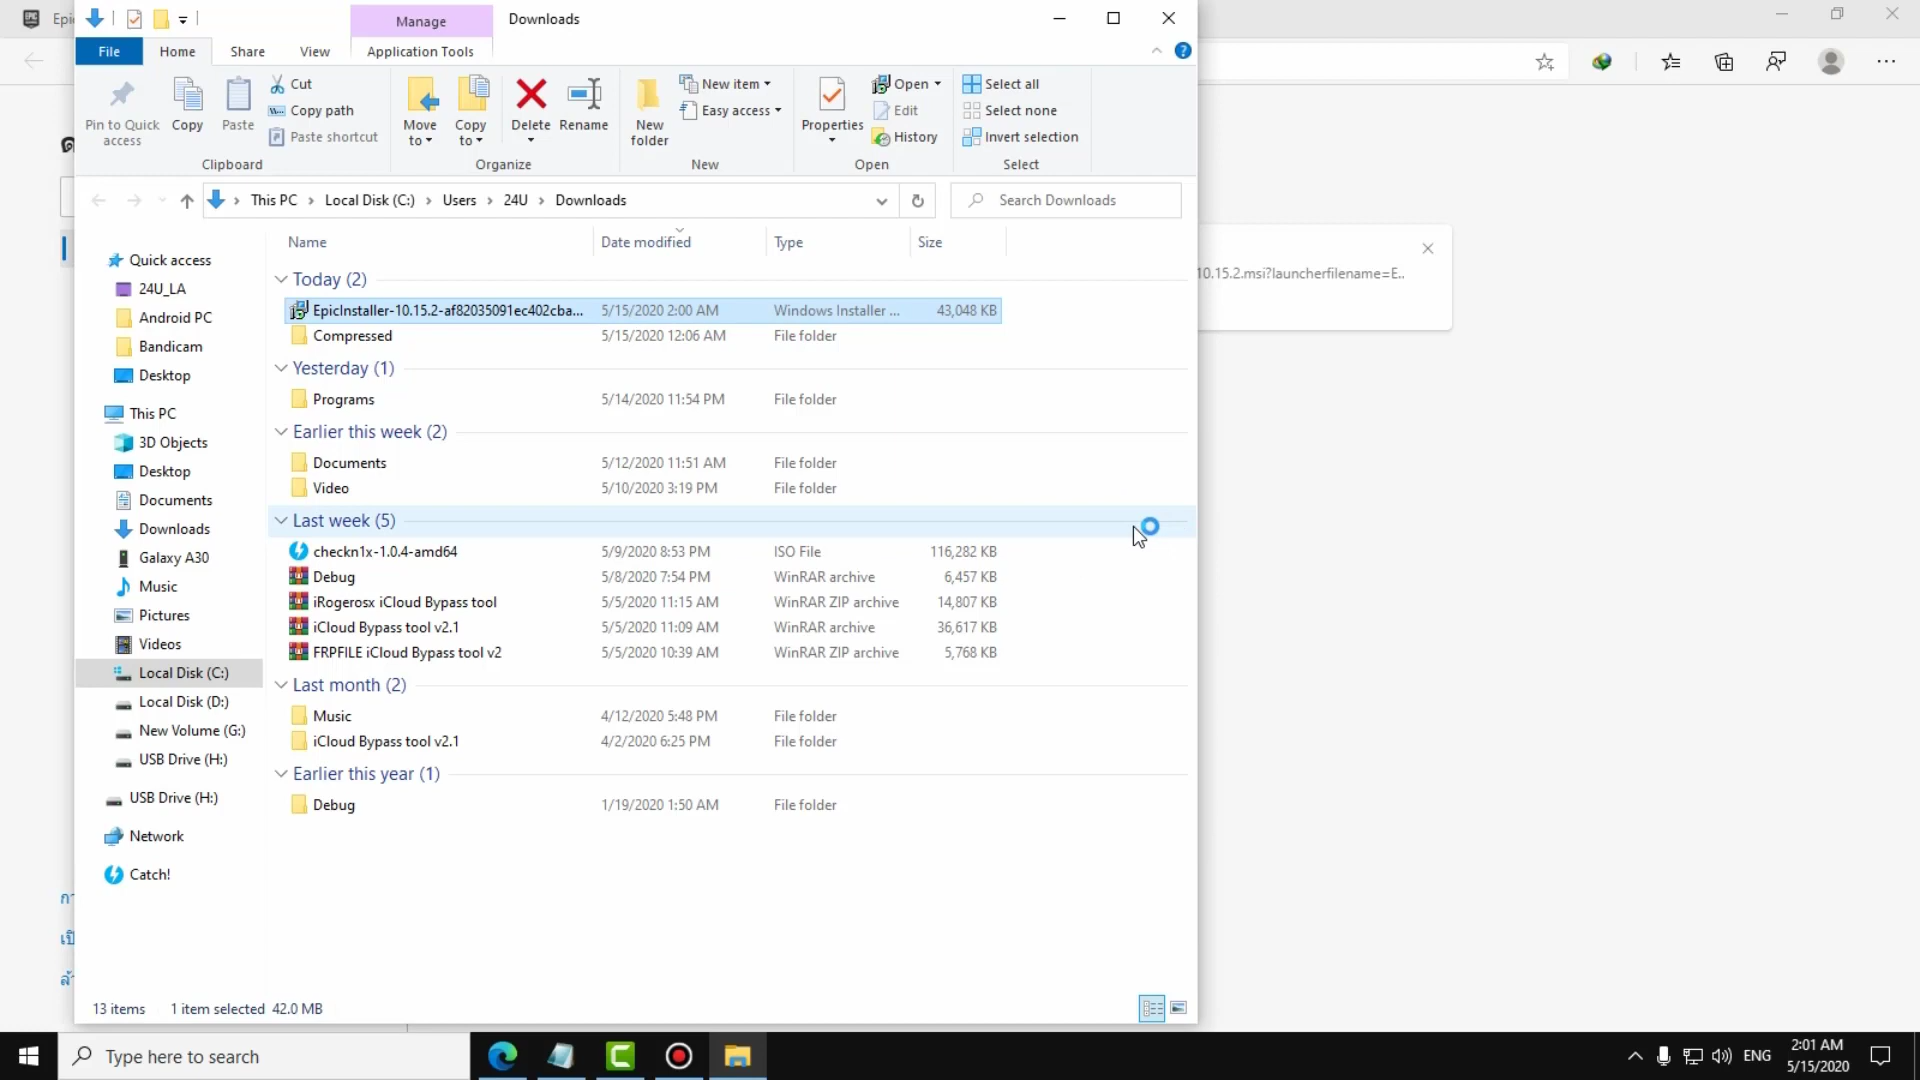 Manage
Downloads
File
Home
Share
View
Application Tools
Pin to Quick access
Copy
Paste
Cut
Copy path
Paste shortcut
Clipboard
Move to
Copy to
Delete
Rename
Organize
New folder
New item
Easy access
New
Properties
Open
Edit
History
Open
Select all
Select none
Invert selection
Select
This PC
Local Disk (C:)
Users
24U
Downloads
Search Downloads
Name
Date modified
Type
Size
Quick access
24U_LA
Android PC
Bandicam
Desktop
This PC
3D Objects
Desktop
Documents
Downloads
Galaxy A30
Music
Pictures
Videos
Local Disk (C:)
Local Disk (D:)
New Volume (G:)
USB Drive (H:)
USB Drive (H:)
Network
Catch!
Today (2)
EpicInstaller-10.15.2-af82035091ec402cba... 5/15/2020 2:00 AM Windows Installer ... 43,048 KB
Compressed 5/15/2020 12:06 AM File folder
Yesterday (1)
Programs 5/14/2020 11:54 PM File folder
Earlier this week (2)
Documents 5/12/2020 11:51 AM File folder
Video 5/10/2020 3:19 PM File folder
Last week (5)
checkn1x-1.0.4-amd64 5/9/2020 8:53 PM ISO File 116,282 KB
Debug 5/8/2020 7:54 PM WinRAR archive 6,457 KB
iRogerosx iCloud Bypass tool 5/5/2020 11:15 AM WinRAR ZIP archive 14,807 KB
iCloud Bypass tool v2.1 5/5/2020 11:09 AM WinRAR archive 36,617 KB
FRPFILE iCloud Bypass tool v2 5/5/2020 10:39 AM WinRAR ZIP archive 5,768 KB
Last month (2)
Music 4/12/2020 5:48 PM File folder
iCloud Bypass tool v2.1 4/2/2020 6:25 PM File folder
Earlier this year (1)
Debug 1/19/2020 1:50 AM File folder
13 items 1 item selected 42.0 MB
10.15.2.msi?launcherfilename=E..
Type here to search
ENG
2:01 AM
5/15/2020